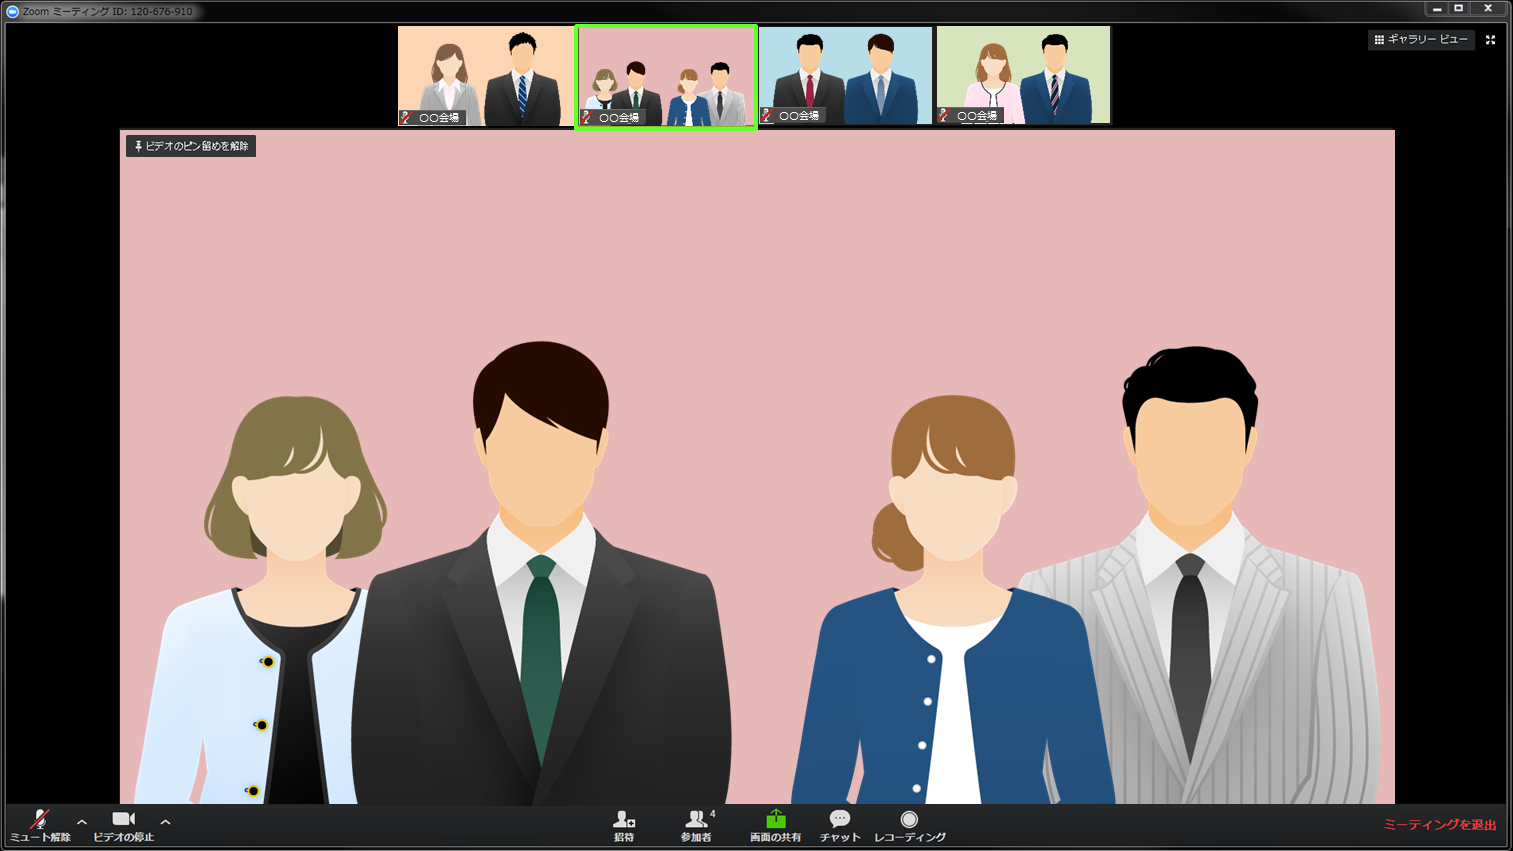 Zoom ミーティング ID: 120-676-910
ギャラリー ビュー
〇〇会場
〇〇会場
〇〇会場
〇〇会場
ビデオのピン留めを解除
ミュート解除
ビデオの停止
招待
4
参加者
画面の共有
チャット
レコーディング
ミーティングを退出